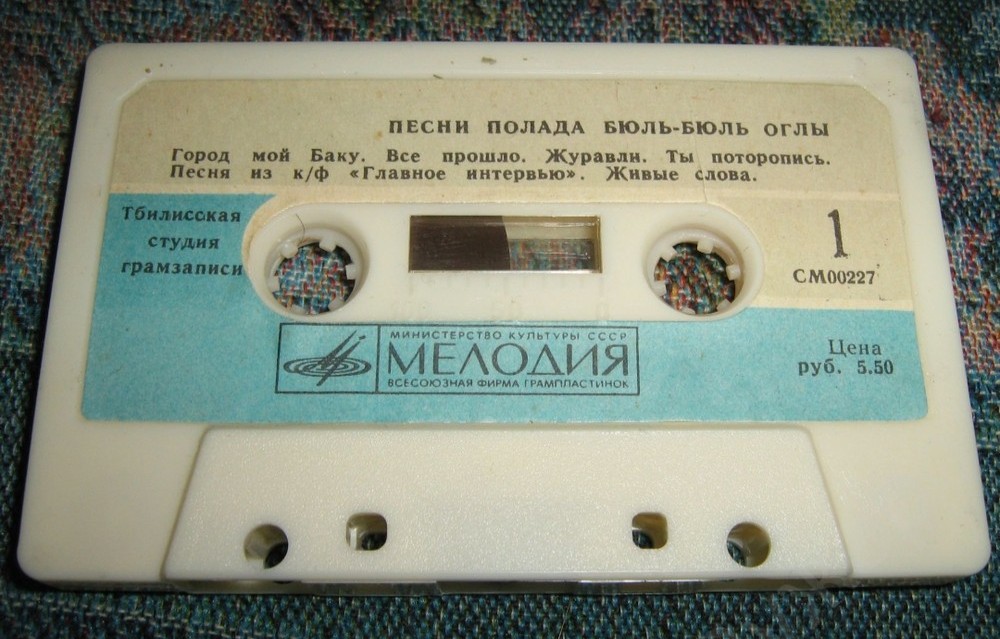 ПЕСНИ ПОЛАДА БЮЛЬ-БЮЛЬ ОГЛЫ
Город мой Баку. Все прошло. Журавли. Ты поторопись.
Песня из к/ф «Главное интервью». Живые слова.
Тбилисская
студия
грамзаписи
1
СМ00227
МИНИСТЕРСТВО КУЛЬТУРЫ СССР
МЕЛОДИЯ
ВСЕСОЮЗНАЯ ФИРМА ГРАМПЛАСТИНОК
Цена
руб. 5.50